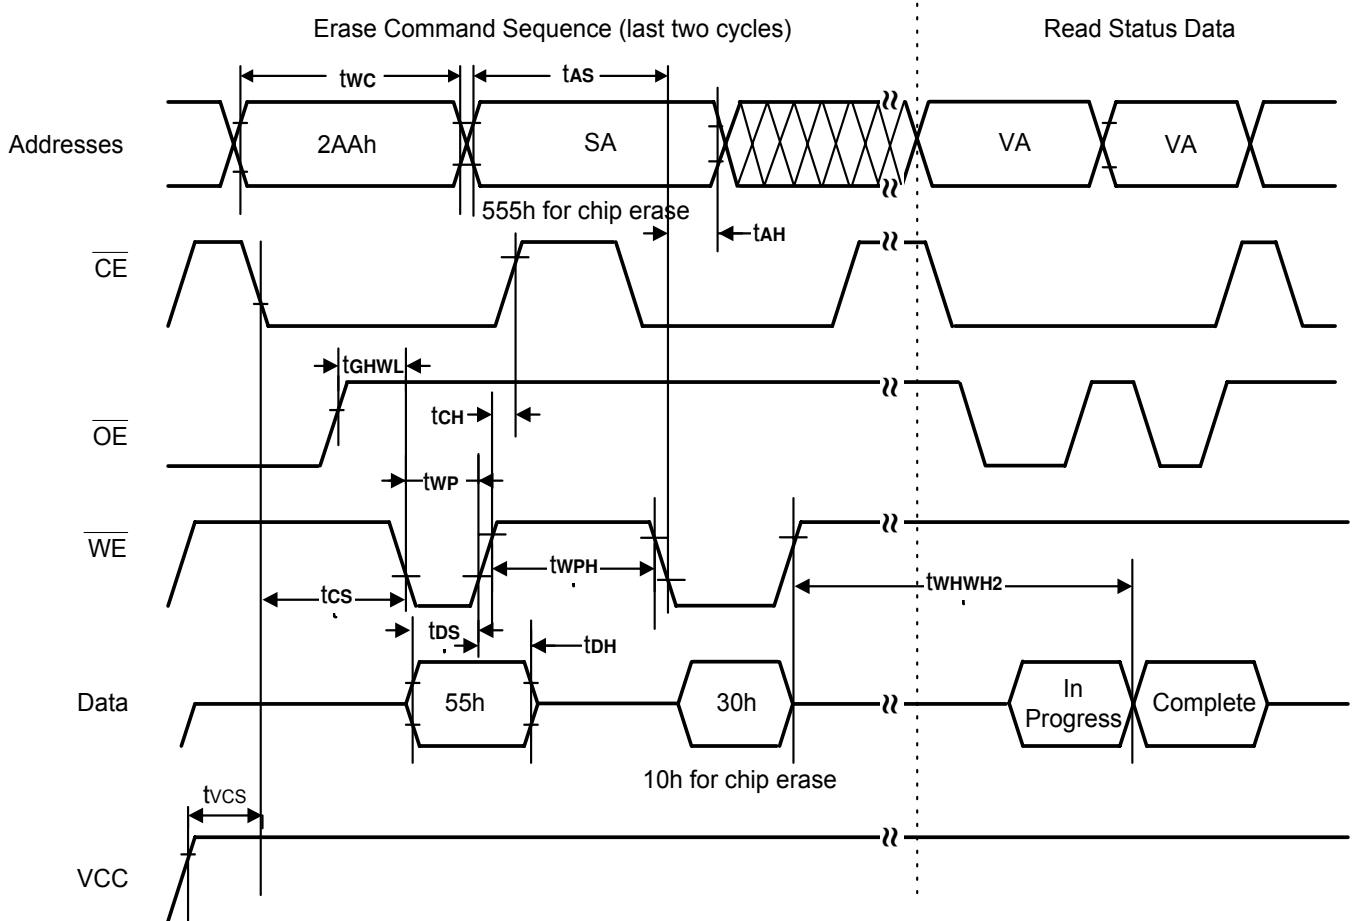 Erase Command Sequence (last two cycles)
Read Status Data
tWC
tAS
Addresses
2AAh
SA
VA
VA
555h for chip erase
tAH
CE
tGHWL
tCH
OE
tWP
WE
tWPH
tWHWH2
tCS
tDS
tDH
Data
55h
30h
In
Progress
Complete
10h for chip erase
tVCS
VCC